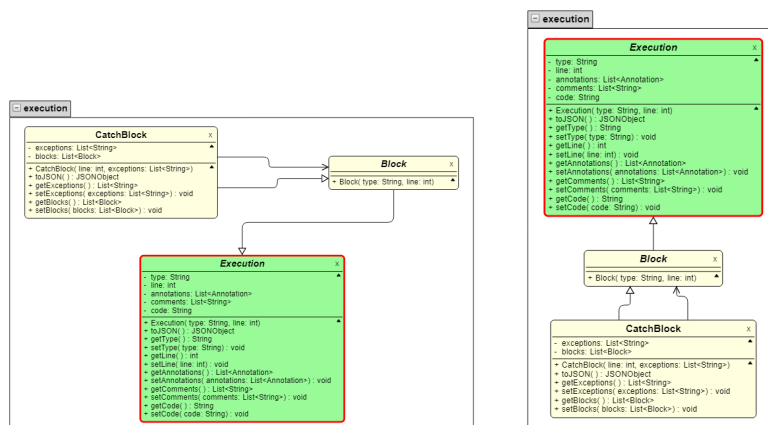 execution
CatchBlock x
- exceptions: List<String>
- blocks: List<Block>
+ CatchBlock( line: int, exceptions: List<String>)
+ toJSON( ) : JSONObject
+ getExceptions( ) : List<String>
+ setExceptions( exceptions: List<String>) : void
+ getBlocks( ) : List<Block>
+ setBlocks( blocks: List<Block>) : void
Block x
+ Block( type: String, line: int)
Execution x
- type: String
- line: int
- annotations: List<Annotation>
- comments: List<String>
- code: String
+ Execution( type: String, line: int)
+ toJSON( ) : JSONObject
+ getType( ) : String
+ setType( type: String) : void
+ getLine( ) : int
+ setLine( line: int) : void
+ getAnnotations( ) : List<Annotation>
+ setAnnotations( annotations: List<Annotation>) : void
+ getComments( ) : List<String>
+ setComments( comments: List<String>) : void
+ getCode( ) : String
+ setCode( code: String) : void
execution
Execution x
- type: String
- line: int
- annotations: List<Annotation>
- comments: List<String>
- code: String
+ Execution( type: String, line: int)
+ toJSON( ) : JSONObject
+ getType( ) : String
+ setType( type: String) : void
+ getLine( ) : int
+ setLine( line: int) : void
+ getAnnotations( ) : List<Annotation>
+ setAnnotations( annotations: List<Annotation>) : void
+ getComments( ) : List<String>
+ setComments( comments: List<String>) : void
+ getCode( ) : String
+ setCode( code: String) : void
Block x
+ Block( type: String, line: int)
CatchBlock x
- exceptions: List<String>
- blocks: List<Block>
+ CatchBlock( line: int, exceptions: List<String>)
+ toJSON( ) : JSONObject
+ getExceptions( ) : List<String>
+ setExceptions( exceptions: List<String>) : void
+ getBlocks( ) : List<Block>
+ setBlocks( blocks: List<Block>) : void